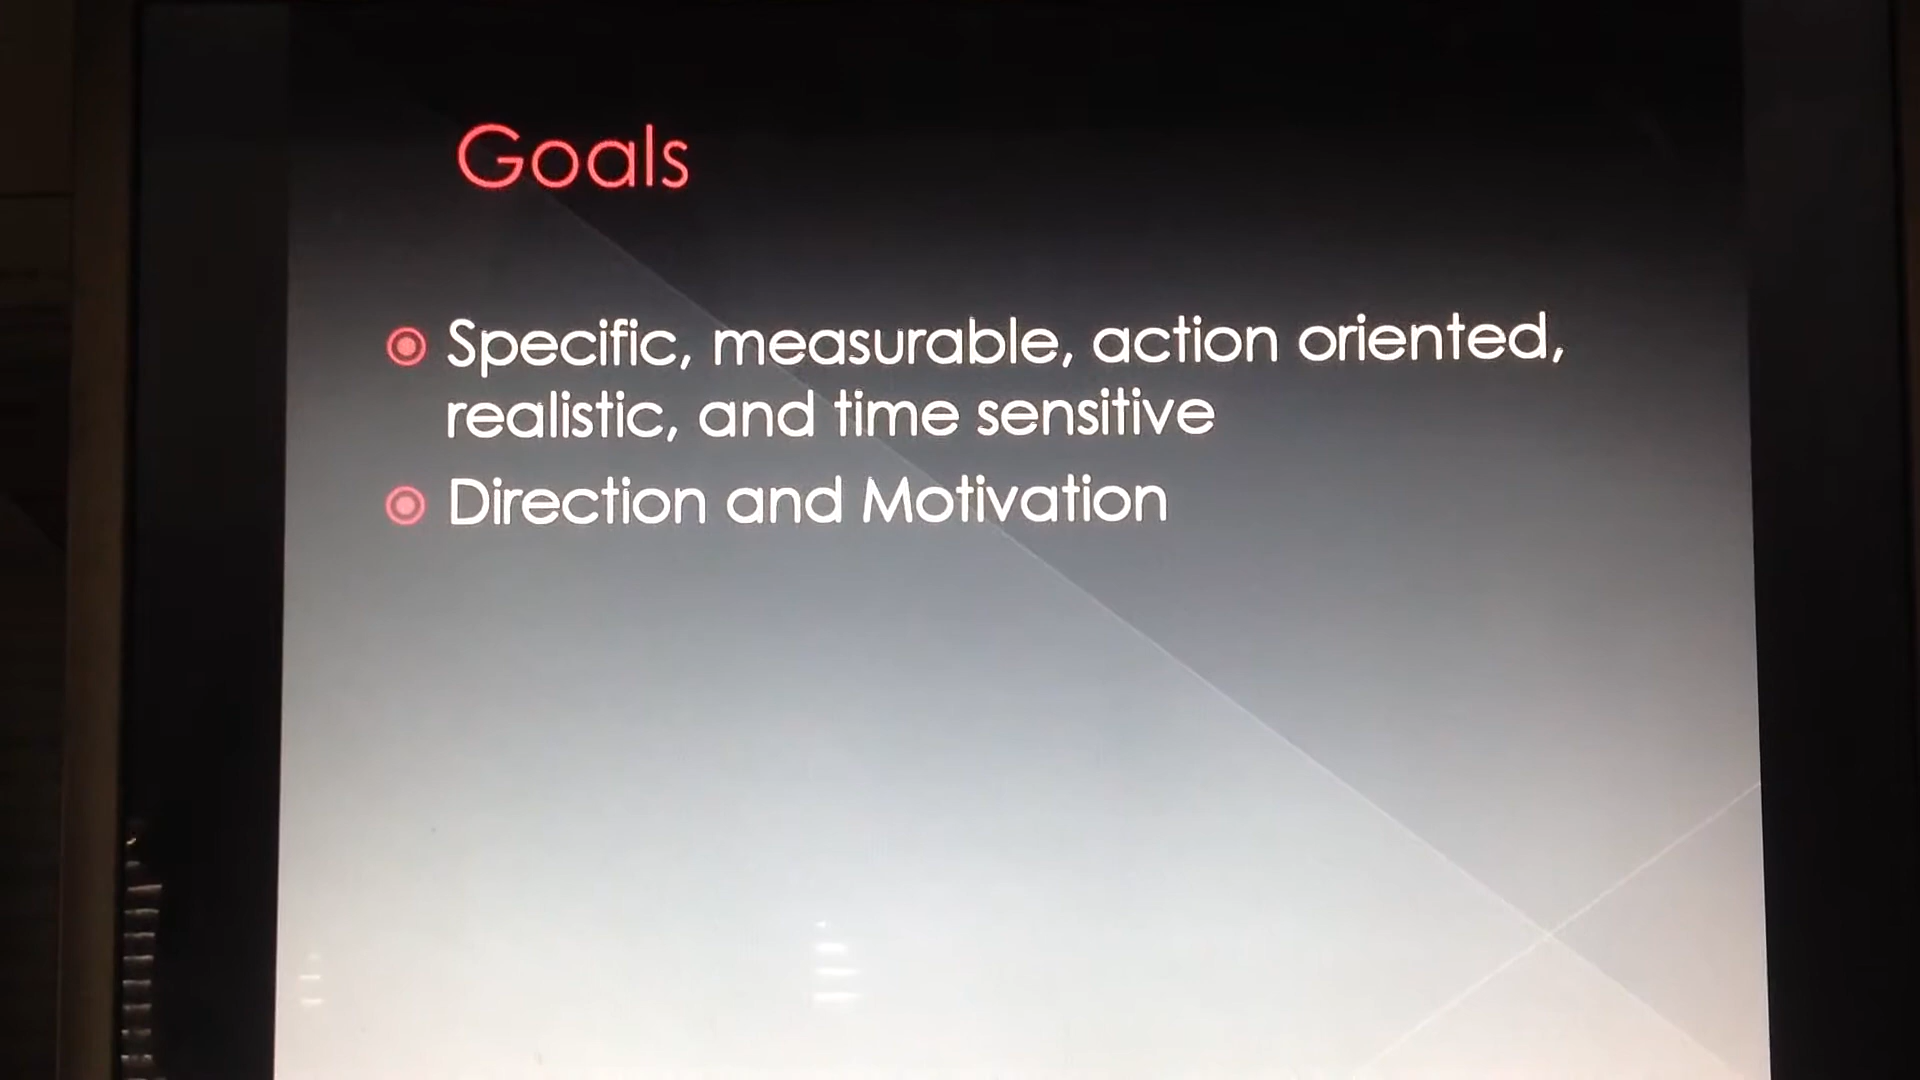 Goals
Specific, measurable, action oriented,
realistic, and time sensitive
Direction and Motivation